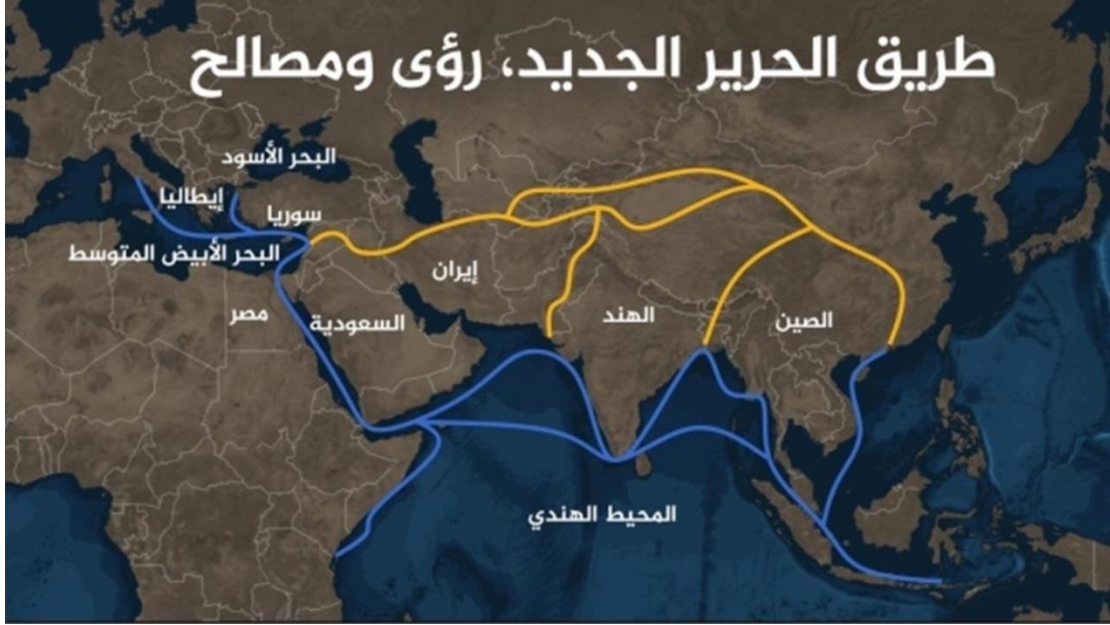 طريق الحرير الجديد، رؤى ومصالح
البحر الأسود
إيطاليا
سوريا
البحر الأبيض المتوسط
إيران
مصر
السعودية
الهند
الصين
المحيط الهندي